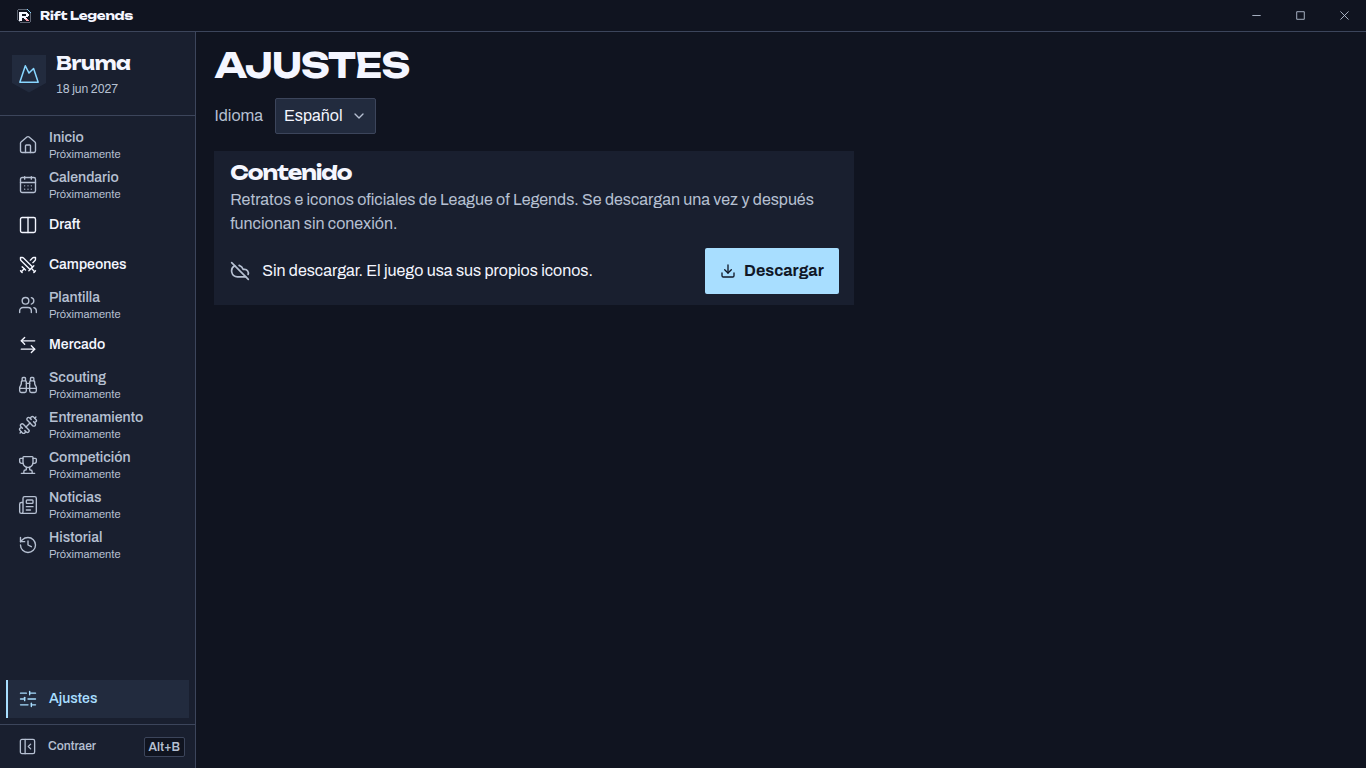 Rift Legends
Bruma
18 jun 2027
Inicio
Próximamente
Calendario
Próximamente
Draft
Campeones
Plantilla
Próximamente
Mercado
Scouting
Próximamente
Entrenamiento
Próximamente
Competición
Próximamente
Noticias
Próximamente
Historial
Próximamente
Ajustes
Contraer Alt+B
AJUSTES
Idioma Español
Contenido
Retratos e iconos oficiales de League of Legends. Se descargan una vez y después
funcionan sin conexión.
Sin descargar. El juego usa sus propios iconos. Descargar